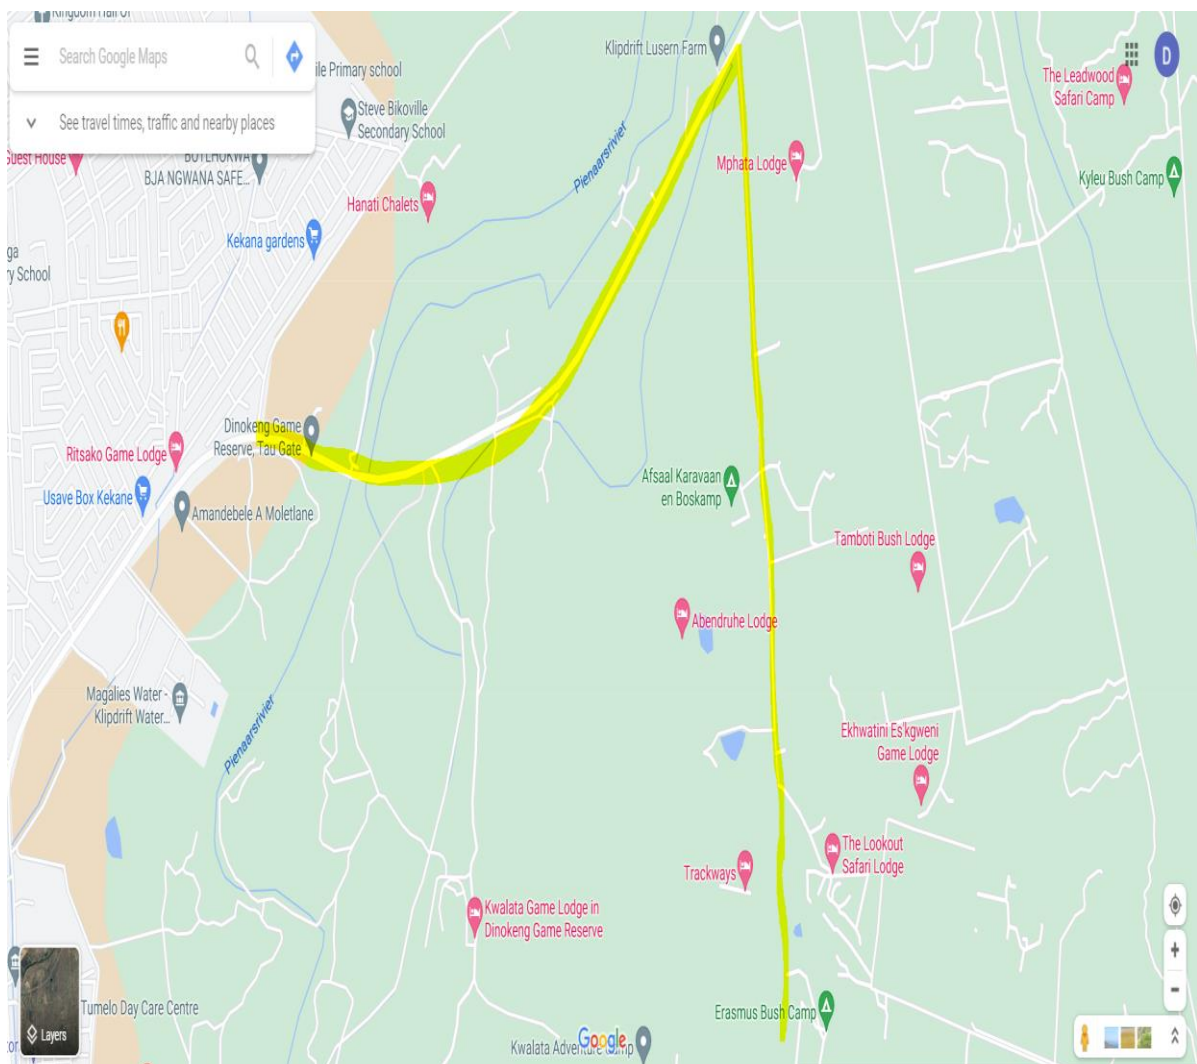 Kingdom Hall Of
Search Google Maps
ile Primary school
See travel times, traffic and nearby places
Steve Bikoville
Secondary School
Klipdrift Lusern Farm
D
The Leadwood
Safari Camp
Guest House
BJA NGWANA SAFE...
Pienaarsrivier
Mphata Lodge
Kyleu Bush Camp
Hanati Chalets
Kekana gardens
ga
ry School
Dinokeng Game
Reserve, Tau Gate
Ritsako Game Lodge
Usave Box Kekane
Amandebele A Moletlane
Afsaal Karavaan
en Boskamp
Tamboti Bush Lodge
Abendruhe Lodge
Magalies Water -
Klipdrift Water...
Pienaarsrivier
Ekhwatini Es'kgweni
Game Lodge
The Lookout
Safari Lodge
Trackways
Kwalata Game Lodge in
Dinokeng Game Reserve
Tumelo Day Care Centre
Layers
Erasmus Bush Camp
Google
Kwalata Adventure Camp